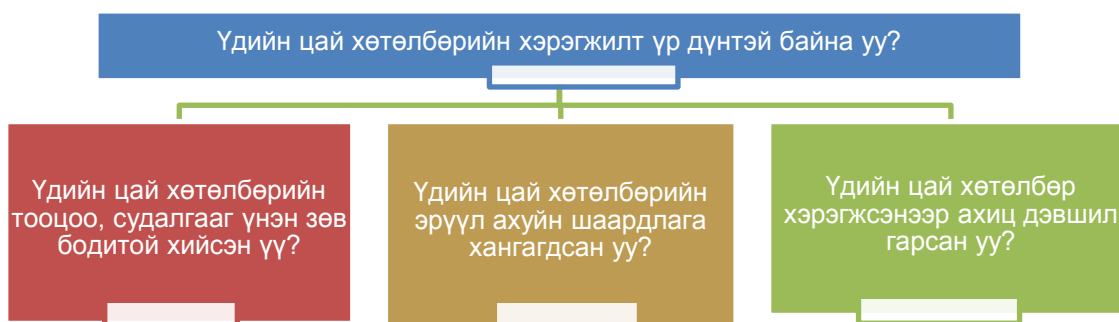 Үдийн цай хөтөлбөрийн хэрэгжилт үр дүнтэй байна уу?
Үдийн цай хөтөлбөрийн
тооцоо, судалгааг үнэн зөв
бодитой хийсэн үү?
Үдийн цай хөтөлбөрийн
эрүүл ахуйн шаардлага
хангагдсан уу?
Үдийн цай хөтөлбөр
хэрэгжсэнээр ахиц дэвшил
гарсан уу?